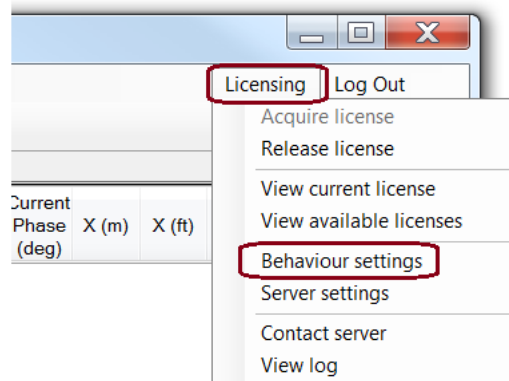 Licensing Log Out
Acquire license
Release license
View current license
View available licenses
Current
Phase X (m) X (ft)
(deg)
Behaviour settings
Server settings
Contact server
View log